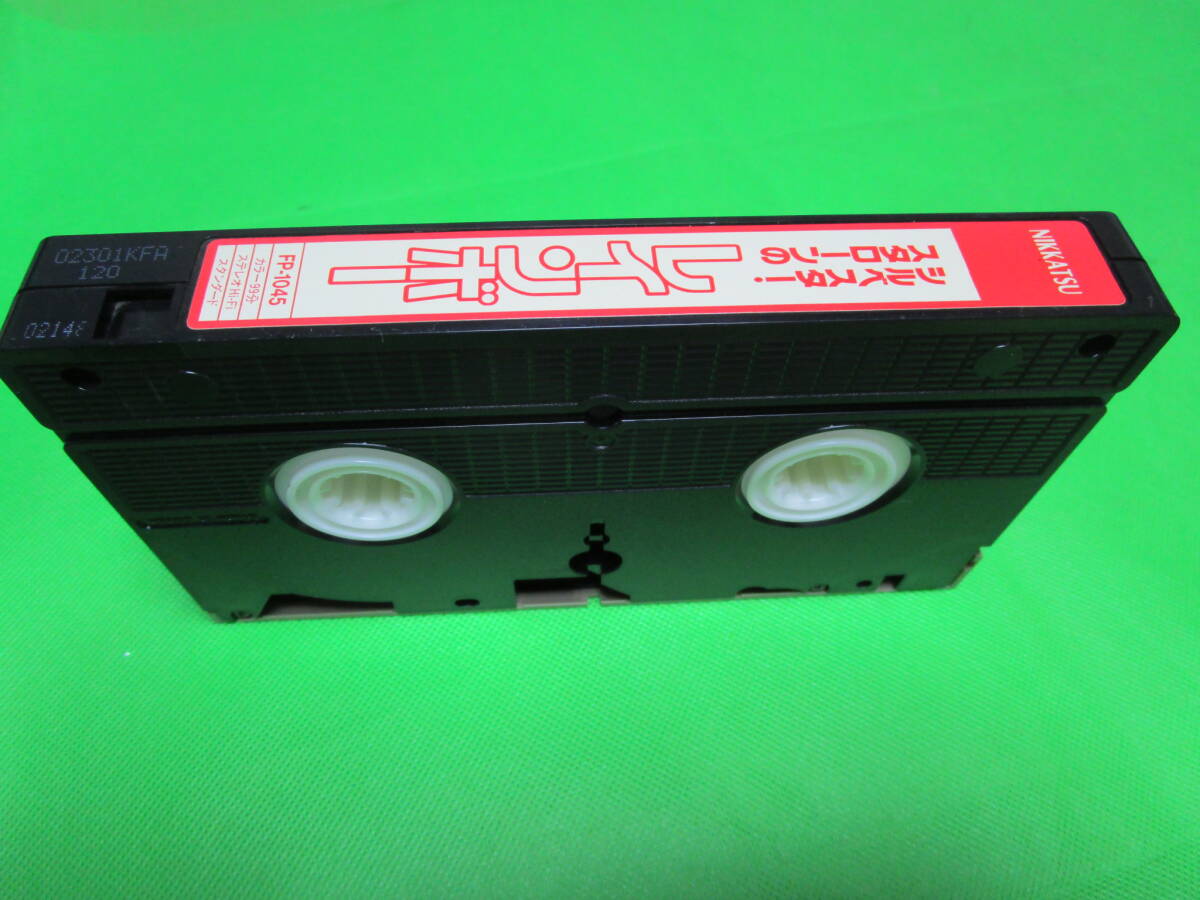 NIKKATSU
シルベスター・
スタローンの
レインボー
FP-1045
カラー99分
ステレオHi-Fi
スタンダード
02301KFA
120